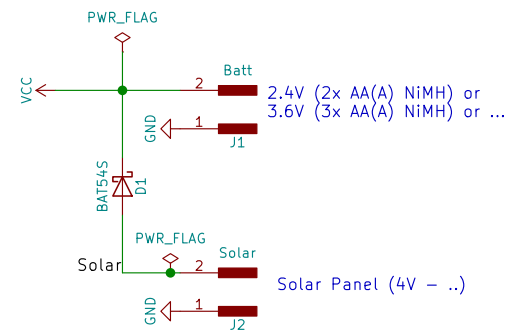 PWR_FLAG
Batt
VCC
2
2.4V (2x AA(A) NiMH) or
3.6V (3x AA(A) NiMH) or ...
GND
1
J1
BAT54S
D1
PWR_FLAG
Solar
Solar
2
Solar Panel (4V - ..)
GND
1
J2